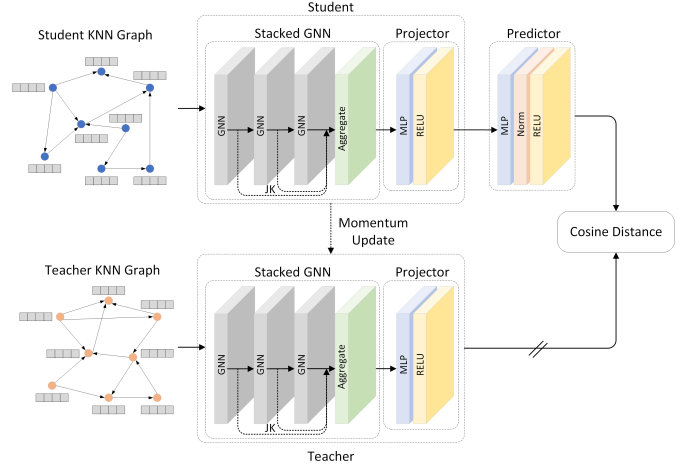 Student
Student KNN Graph
Stacked GNN
Projector
Predictor
GNN
GNN
GNN
Aggregate
MLP
RELU
MLP
Norm
RELU
JK
Momentum
Update
Cosine Distance
Teacher KNN Graph
Stacked GNN
Projector
GNN
GNN
GNN
Aggregate
MLP
RELU
JK
Teacher